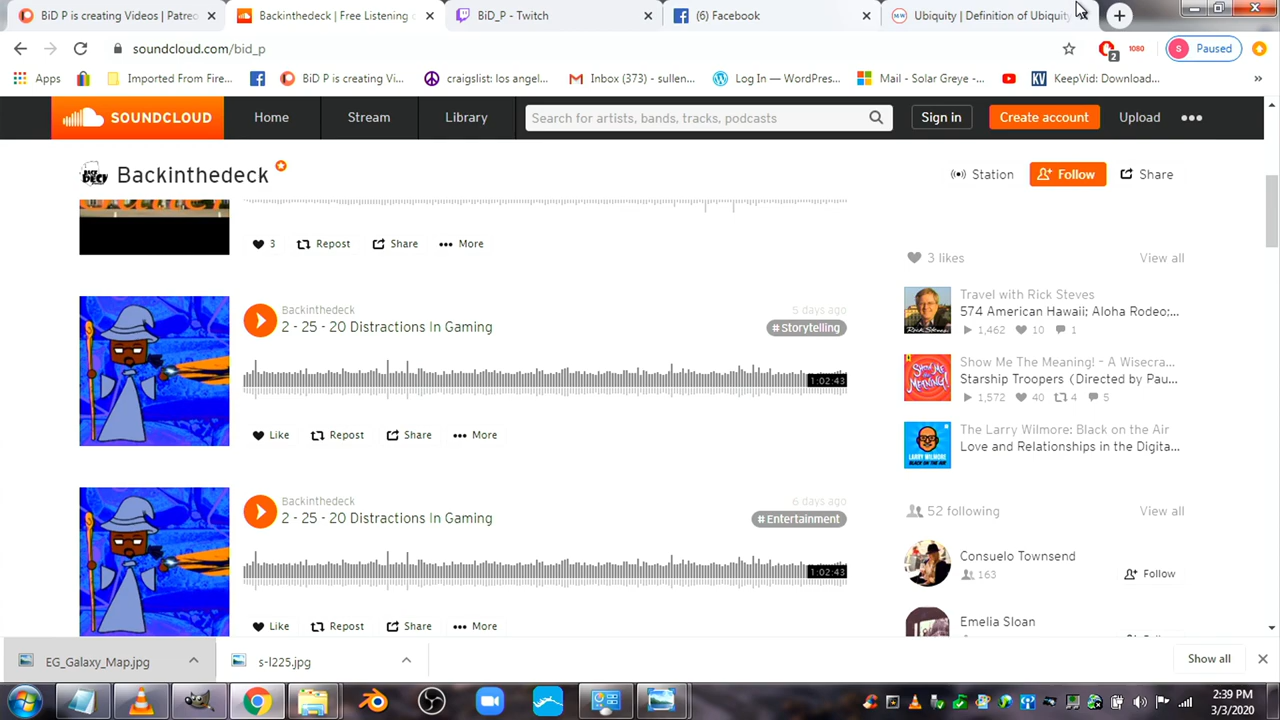 BiD P is creating Videos | Patreo
Backinthedeck | Free Listening
BiD_P - Twitch
(6) Facebook
MW Ubiquity | Definition of Ubiquity
soundcloud.com/bid_p
2
1080
S Paused
Apps
Imported From Fire...
BiD P is creating Vi...
craigslist: los angel...
Inbox (373) - sullen...
Log In — WordPres...
Mail - Solar Greye -...
KV KeepVid: Download...
SOUNDCLOUD
Home
Stream
Library
Search for artists, bands, tracks, podcasts
Sign in
Create account
Upload
Backinthedeck
Station
Follow
Share
3
Repost
Share
More
3 likes
View all
Backinthedeck
5 days ago
2 - 25 - 20 Distractions In Gaming
# Storytelling
1:02:43
Like
Repost
Share
More
Backinthedeck
6 days ago
2 - 25 - 20 Distractions In Gaming
# Entertainment
1:02:43
Like
Repost
Share
More
Travel with Rick Steves
574 American Hawaii; Aloha Rodeo;...
1,462
10
1
Show Me The Meaning! – A Wisecra...
Starship Troopers (Directed by Pau...
1,572
40
4
5
The Larry Wilmore: Black on the Air
Love and Relationships in the Digita...
52 following
View all
Consuelo Townsend
163
Follow
Emelia Sloan
EG_Galaxy_Map.jpg
s-l225.jpg
Show all
2:39 PM
3/3/2020